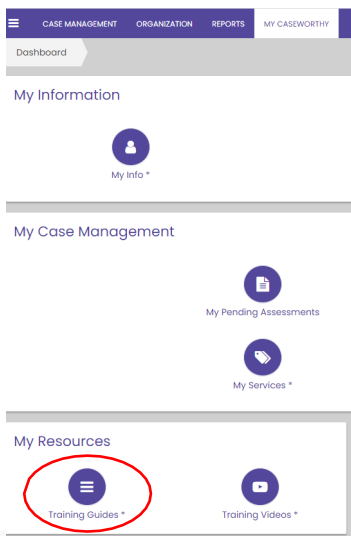 CASE MANAGEMENT ORGANIZATION REPORTS MY CASEWORTHY
Dashboard
My Information
My Info *
My Case Management
My Pending Assessments
My Services *
My Resources
Training Guides * Training Videos *